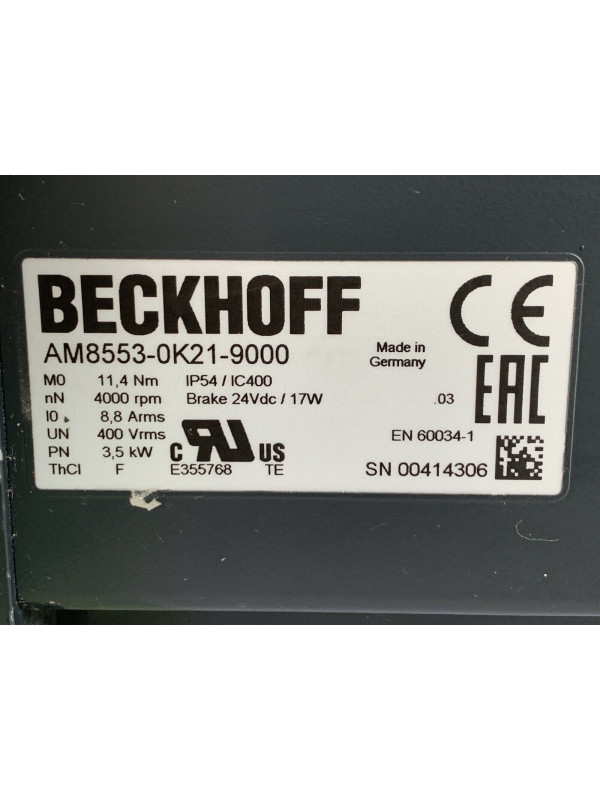 BECKHOFF
CE
AM8553-0K21-9000
Made in
Germany
M0 11,4 Nm IP54 / IC400
nN 4000 rpm Brake 24Vdc / 17W .03
EAC
I0 8,8 Arms
UN 400 Vrms EN 60034-1
PN 3,5 kW c RU US
ThCl F E355768 TE SN 00414306